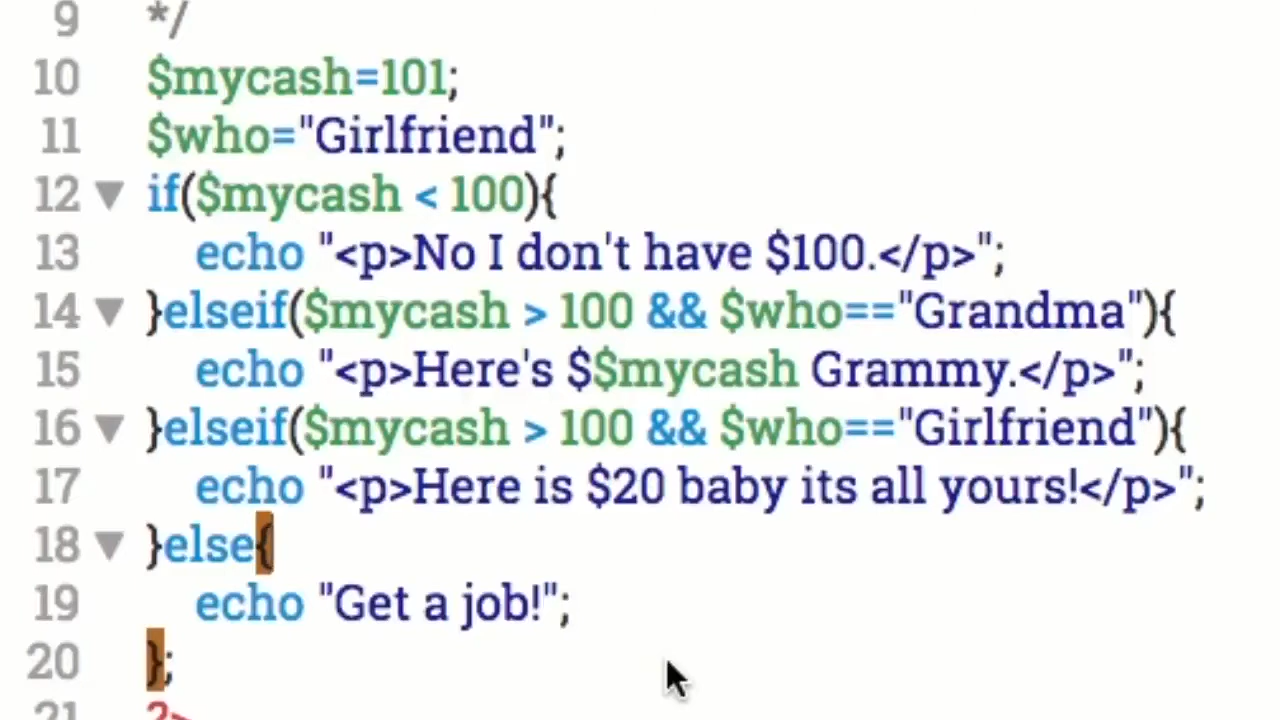 9 */
10 $mycash=101;
11 $who="Girlfriend";
12 if($mycash < 100){
13 echo "<p>No I don't have $100.</p>";
14 }elseif($mycash > 100 && $who=="Grandma"){
15 echo "<p>Here's $$mycash Grammy.</p>";
16 }elseif($mycash > 100 && $who=="Girlfriend"){
17 echo "<p>Here is $20 baby its all yours!</p>";
18 }else{
19 echo "Get a job!";
20 };
21 ?>